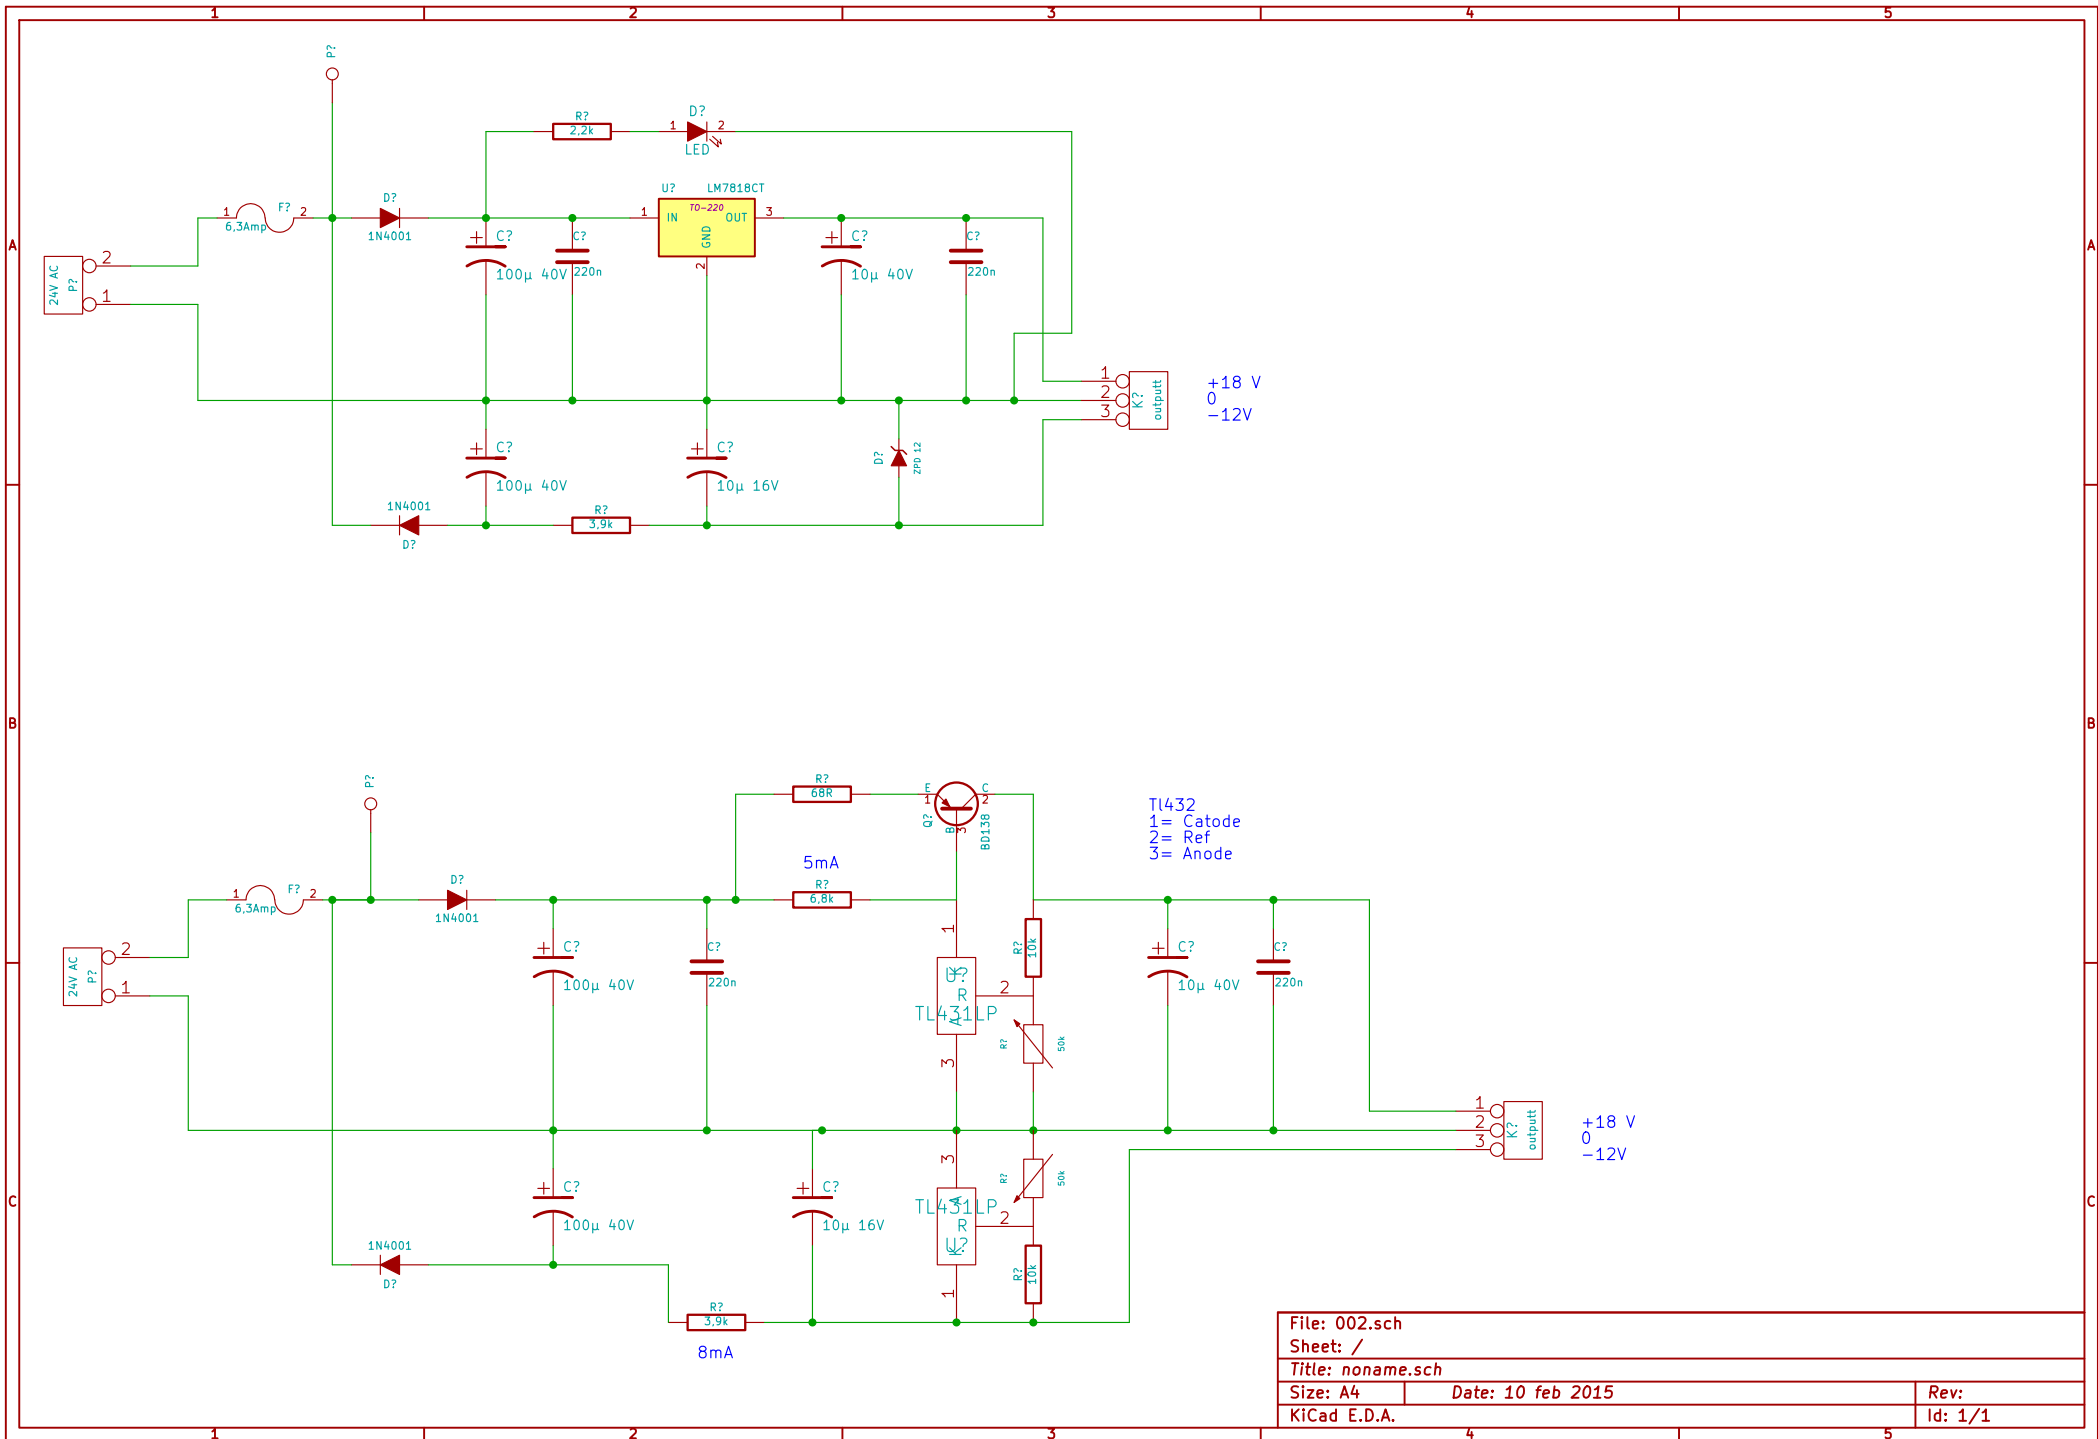 1 2 3 4 5
A
B
C
A
B
C
P?
R?
2,2k
1
D?
2
LED
U?
LM7818CT
TO-220
IN
OUT
GND
1
3
2
D?
1N4001
1
F?
2
6,3Amp
C?
100µ 40V
C?
220n
C?
10µ 40V
C?
220n
24V AC
P?
2
1
1
2
3
K?
outputt
+18 V
0
-12V
C?
100µ 40V
C?
10µ 16V
D?
ZPD 12
1N4001
D?
R?
3,9k
P?
R?
68R
E
1
C
2
Q?
B
3
BD138
Tl432
1= Catode
2= Ref
3= Anode
5mA
R?
6,8k
1
F?
2
6,3Amp
D?
1N4001
C?
100µ 40V
C?
220n
1
U?
K
R
2
TL431LP
A
3
R?
10k
R?
50k
C?
10µ 40V
C?
220n
24V AC
P?
2
1
1
2
3
K?
outputt
+18 V
0
-12V
C?
100µ 40V
C?
10µ 16V
3
A
TL431LP
R
2
U?
K
1
R?
50k
R?
10k
1N4001
D?
R?
3,9k
8mA
File: 002.sch
Sheet: /
Title: noname.sch
Size: A4
Date: 10 feb 2015
Rev:
KiCad E.D.A.
Id: 1/1
1 2 3 4 5